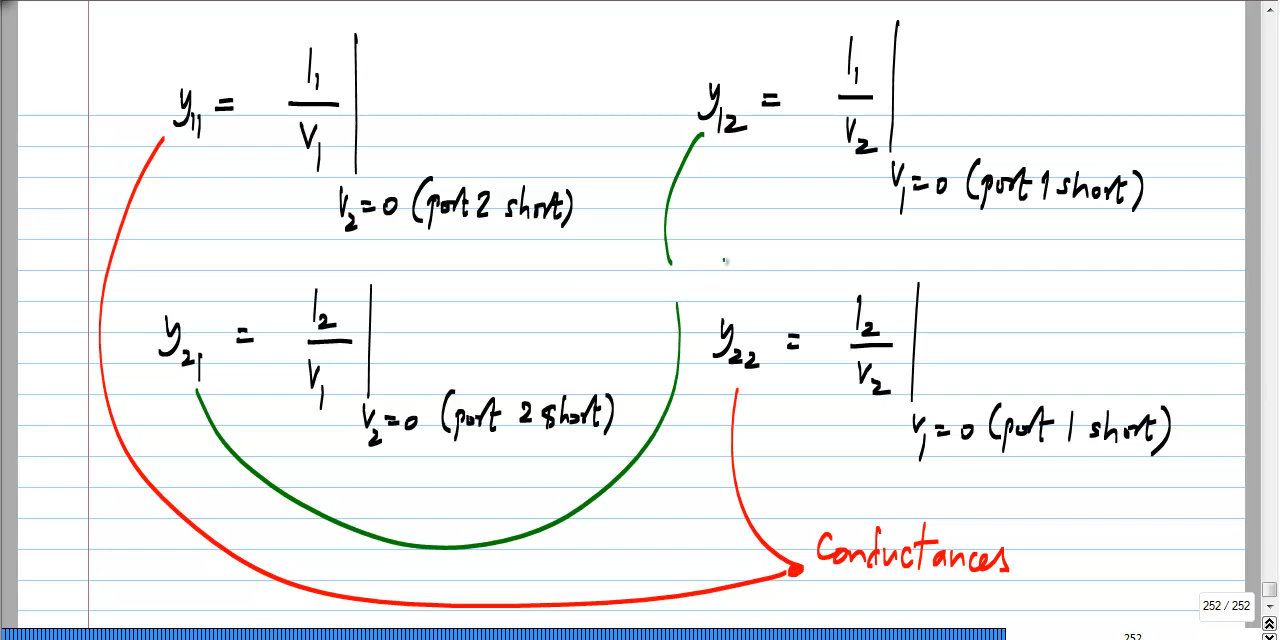 y11 = I1/V1 | V2 = 0 (port 2 short)
y12 = I1/V2 | V1 = 0 (port 1 short)
y21 = I2/V1 | V2 = 0 (port 2 short)
y22 = I2/V2 | V1 = 0 (port 1 short)
Conductances
252 / 252
252